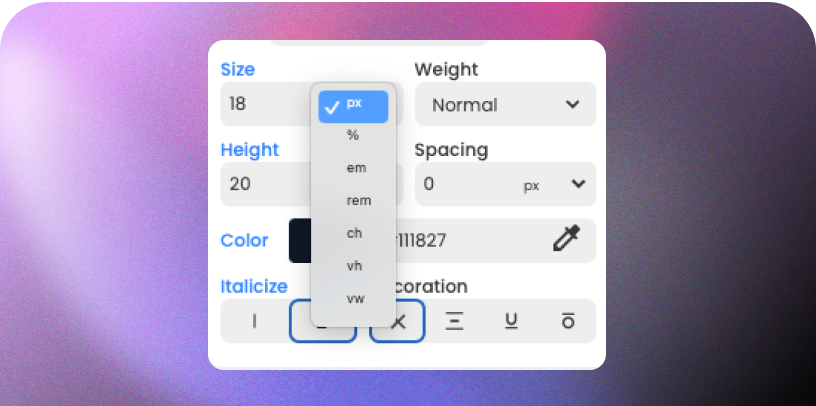 Size
Weight
18
px
Normal
%
Height
Spacing
em
20
0
px
rem
Color
ch
111827
vh
Italicize
coration
vw
I
U